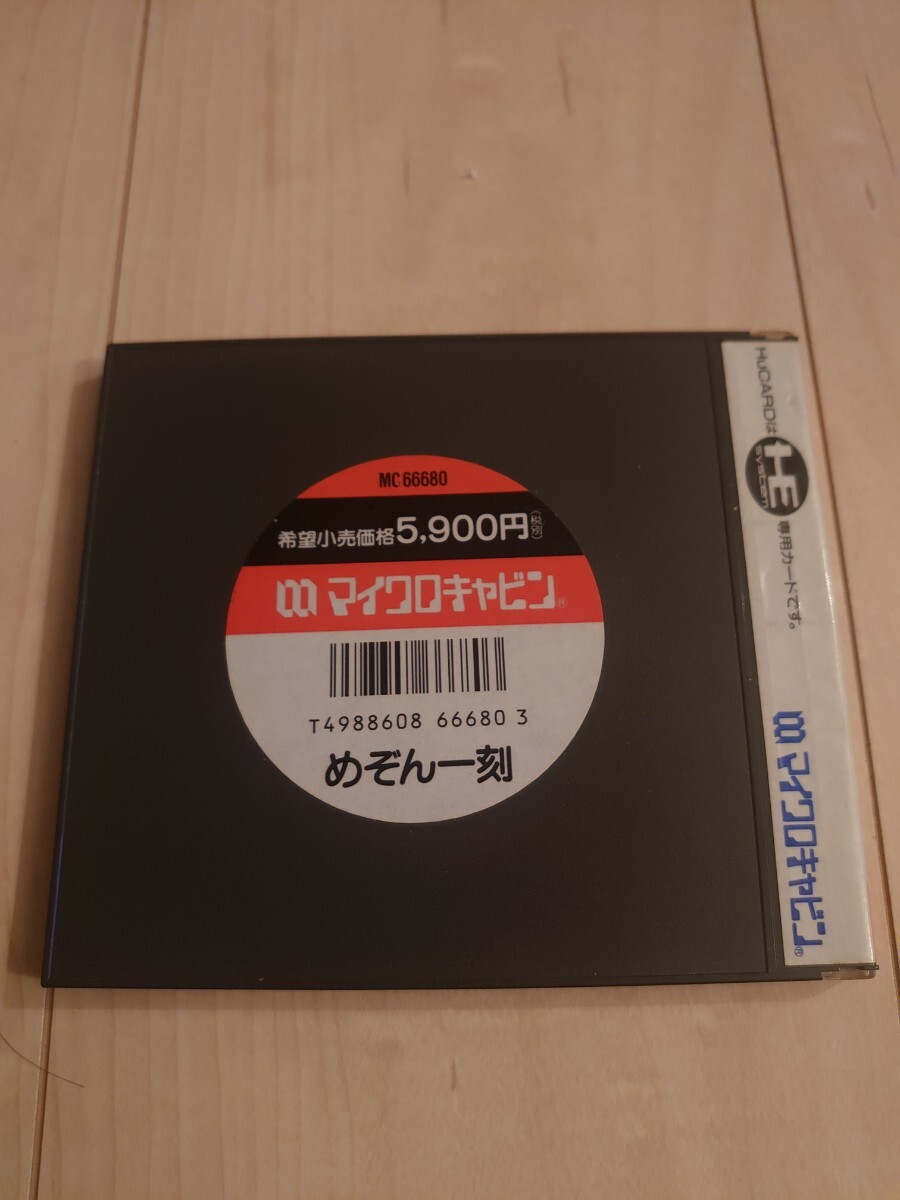 MC66680
希望小売価格5,900円(税別)
マイクロキャビン®
T4988608 66680 3
めぞん一刻
HuCARDは HE SYSTEM 専用カードです。
マイクロキャビン®